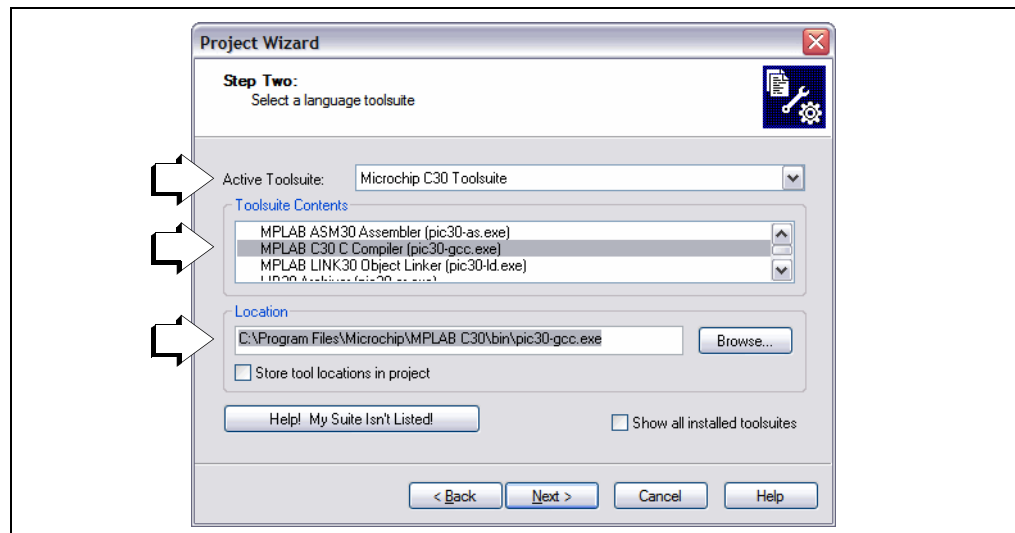 Project Wizard
Step Two:
Select a language toolsuite
Active Toolsuite: Microchip C30 Toolsuite
Toolsuite Contents
MPLAB ASM30 Assembler (pic30-as.exe)
MPLAB C30 C Compiler (pic30-gcc.exe)
MPLAB LINK30 Object Linker (pic30-ld.exe)
Location
C:\Program Files\Microchip\MPLAB C30\bin\pic30-gcc.exe
Browse...
Store tool locations in project
Help! My Suite Isn't Listed!
Show all installed toolsuites
< Back Next > Cancel Help